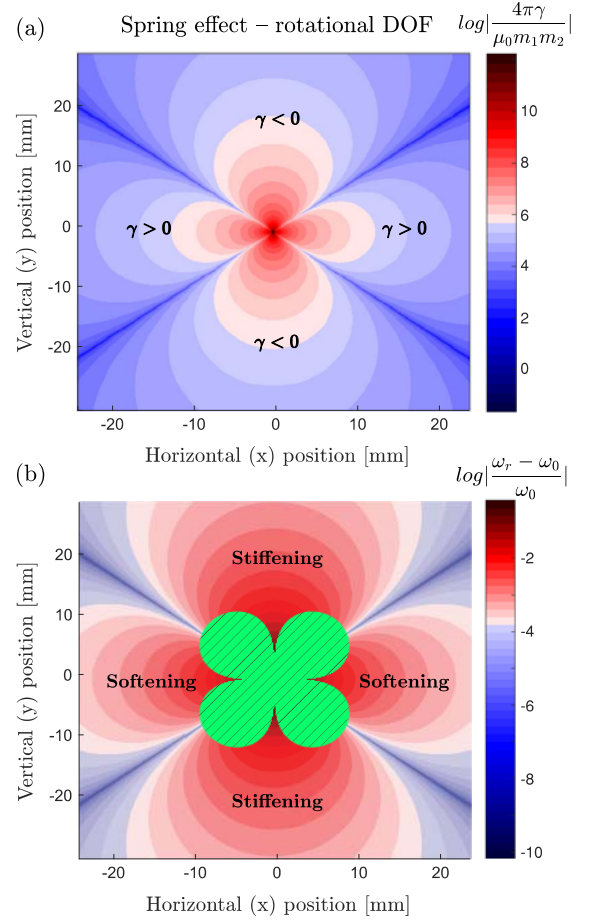 (a) Spring effect – rotational DOF log|4πγ / μ₀m₁m₂|
γ < 0
γ > 0 γ > 0
γ < 0
20
10
0
-10
-20
Vertical (y) position [mm]
-20 -10 0 10 20
Horizontal (x) position [mm]
10
8
6
4
2
0
(b) log|ωᵣ − ω₀ / ω₀|
Stiffening
Softening Softening
Stiffening
20
10
0
-10
-20
Vertical (y) position [mm]
-20 -10 0 10 20
Horizontal (x) position [mm]
-2
-4
-6
-8
-10